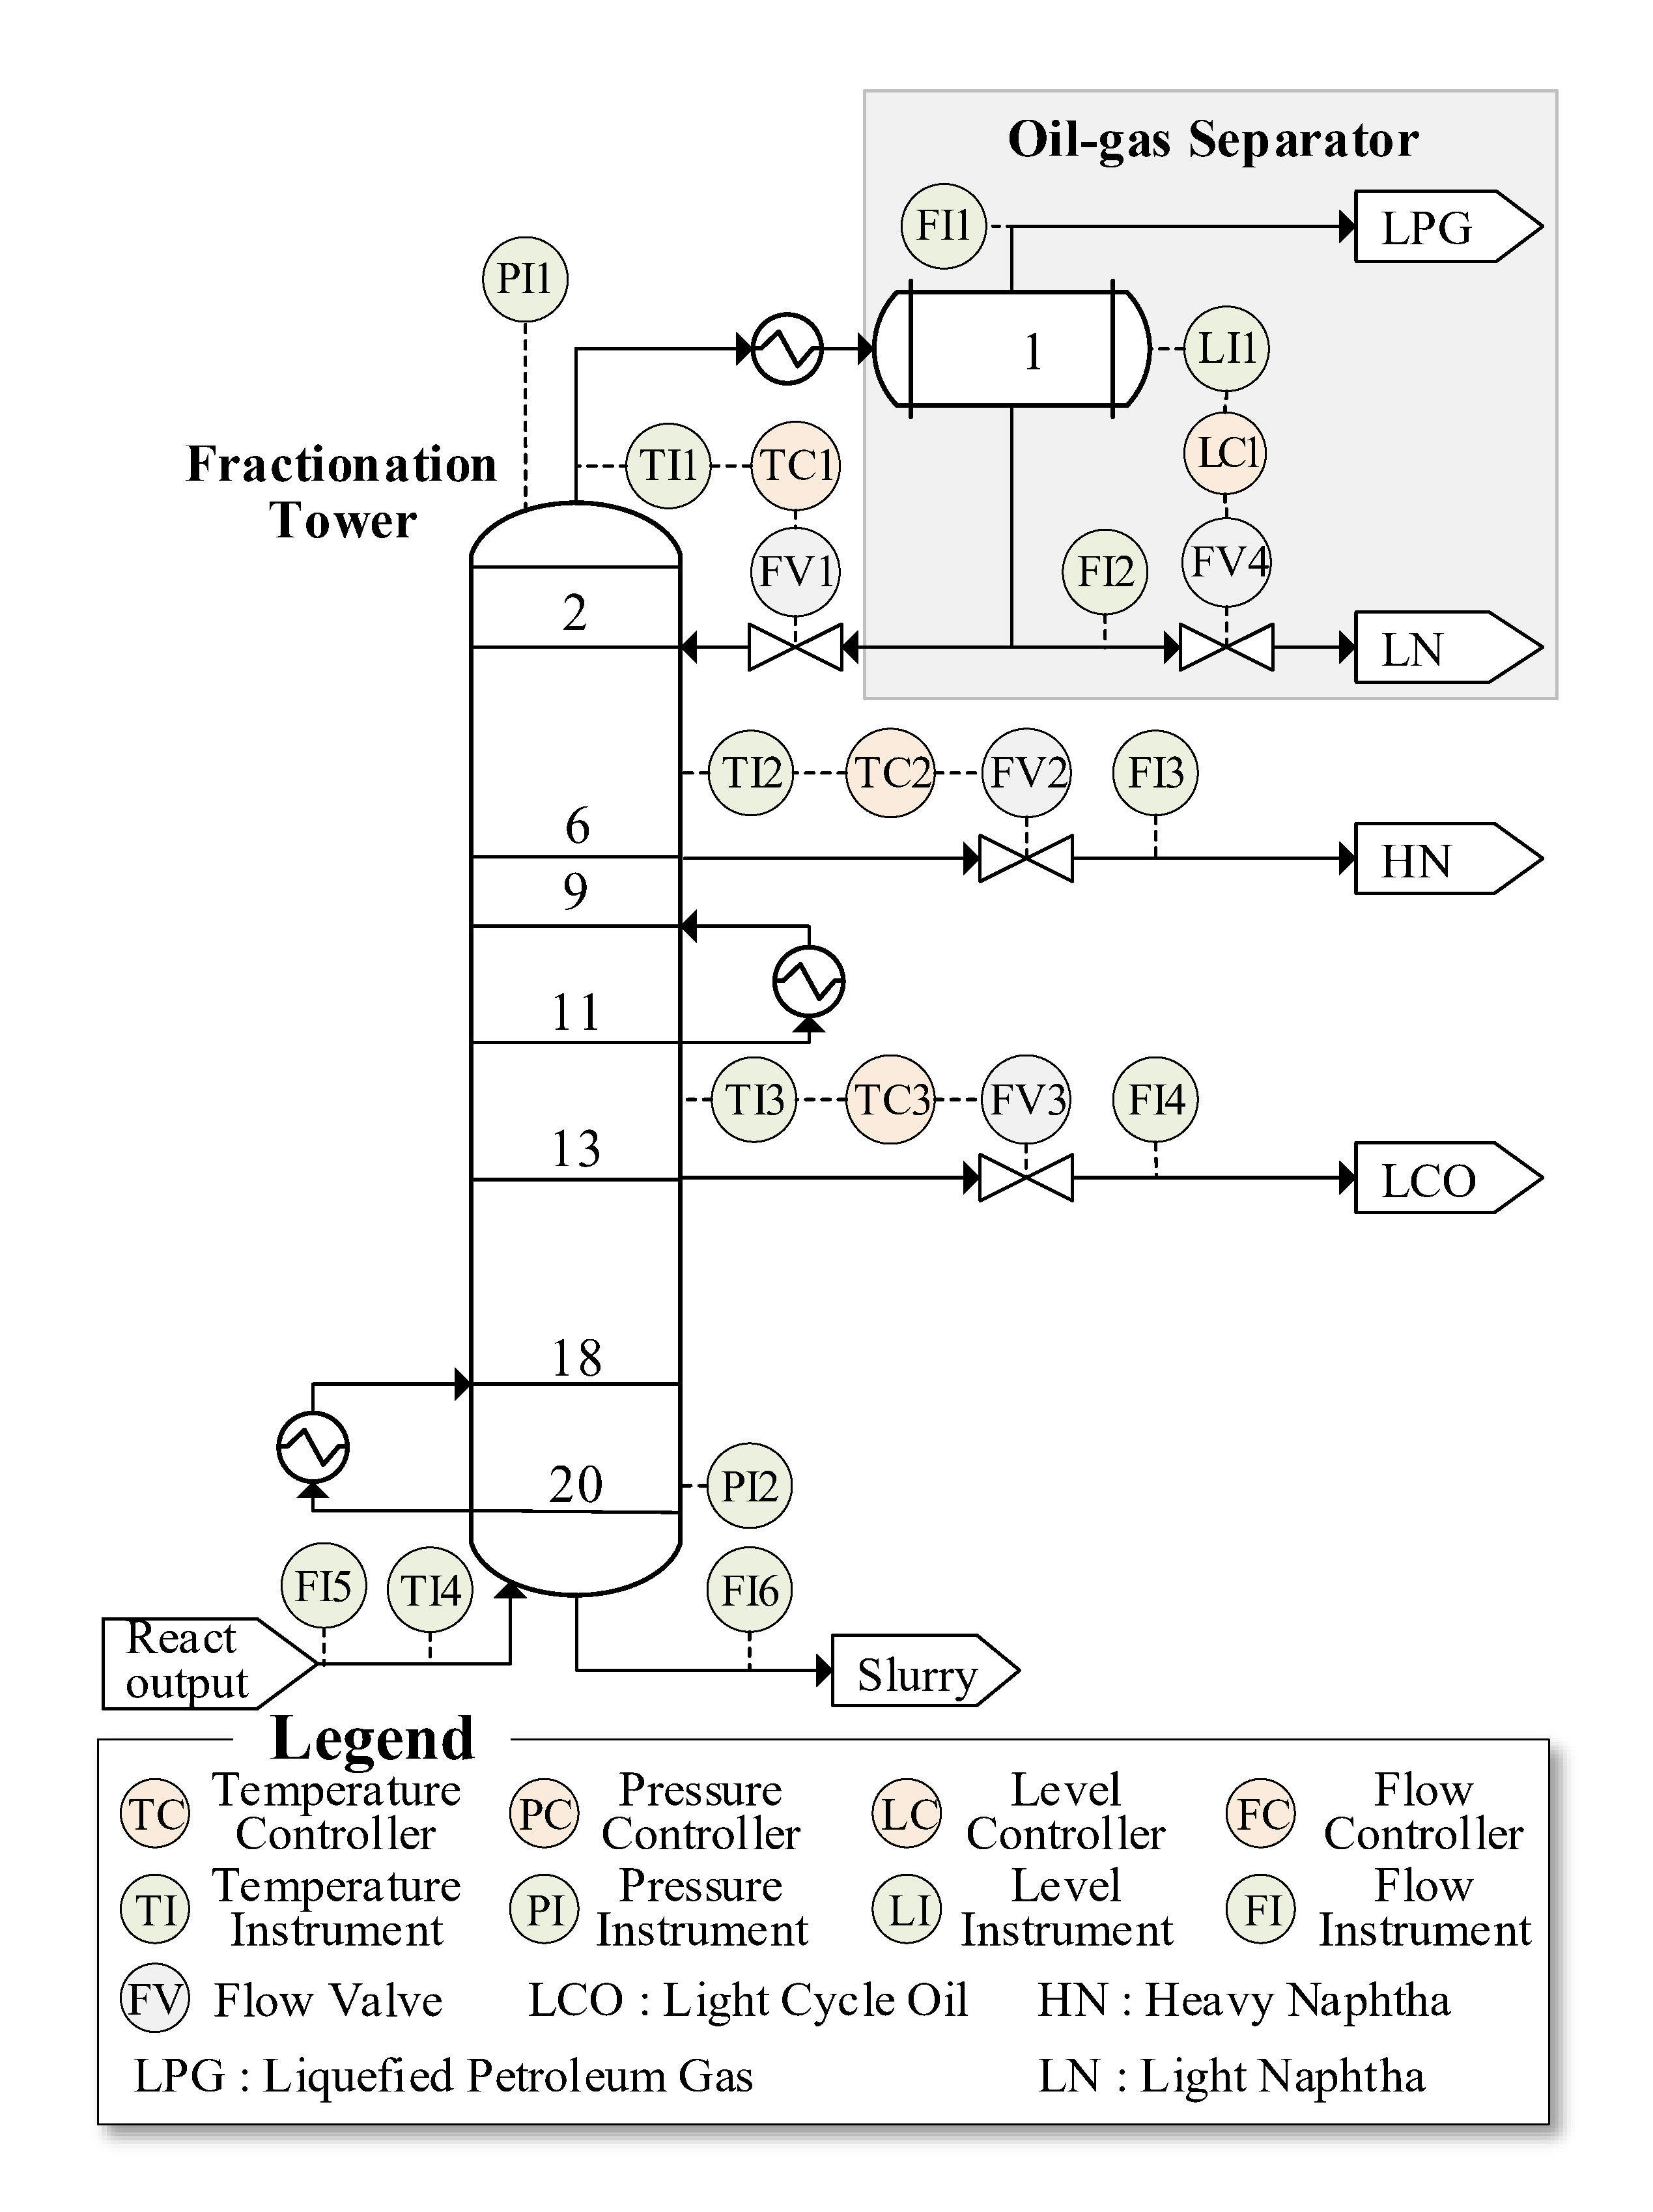 Oil-gas Separator
FI1
LPG
PI1
1
LI1
Fractionation
Tower
TI1
TC1
LC1
FV1
FI2
FV4
2
LN
TI2
TC2
FV2
FI3
6
HN
9
11
TI3
TC3
FV3
FI4
13
LCO
18
20
PI2
FI5
TI4
FI6
React
output
Slurry
Legend
TC
Temperature
Controller
PC
Pressure
Controller
LC
Level
Controller
FC
Flow
Controller
TI
Temperature
Instrument
PI
Pressure
Instrument
LI
Level
Instrument
FI
Flow
Instrument
FV Flow Valve
LCO : Light Cycle Oil
HN : Heavy Naphtha
LPG : Liquefied Petroleum Gas
LN : Light Naphtha